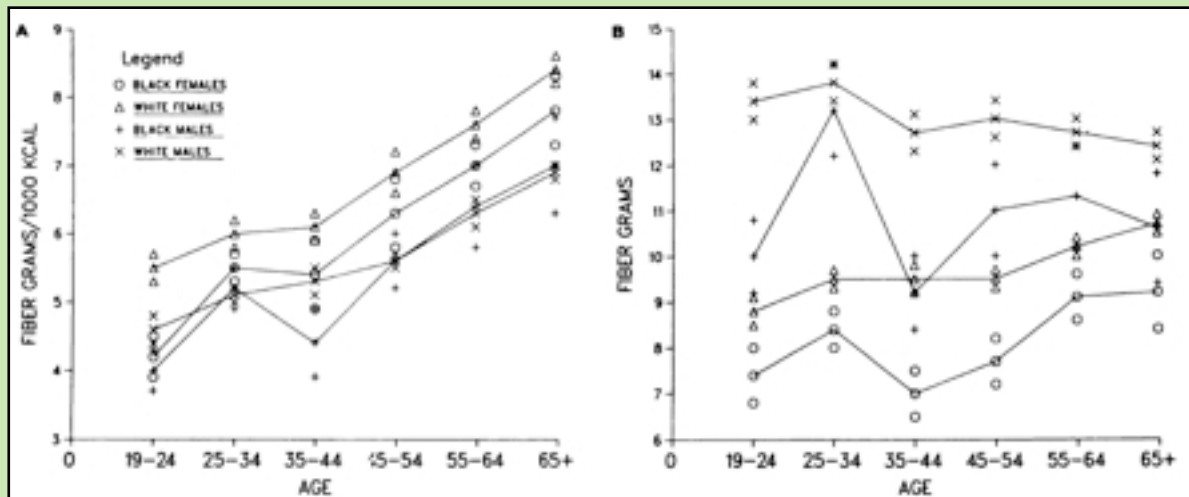 A
FIBER GRAMS/1000 KCAL
9
8
7
6
5
4
3
Legend
BLACK FEMALES
WHITE FEMALES
BLACK MALES
WHITE MALES
0
19-24
25-34
35-44
45-54
55-64
65+
AGE
B
FIBER GRAMS
15
14
13
12
11
10
9
8
7
6
0
19-24
25-34
35-44
45-54
55-64
65+
AGE